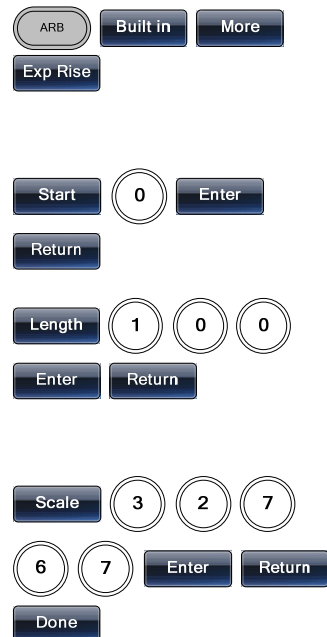 ARB Built in More
Exp Rise
Start 0 Enter
Return
Length 1 0 0
Enter Return
Scale 3 2 7
6 7 Enter Return
Done